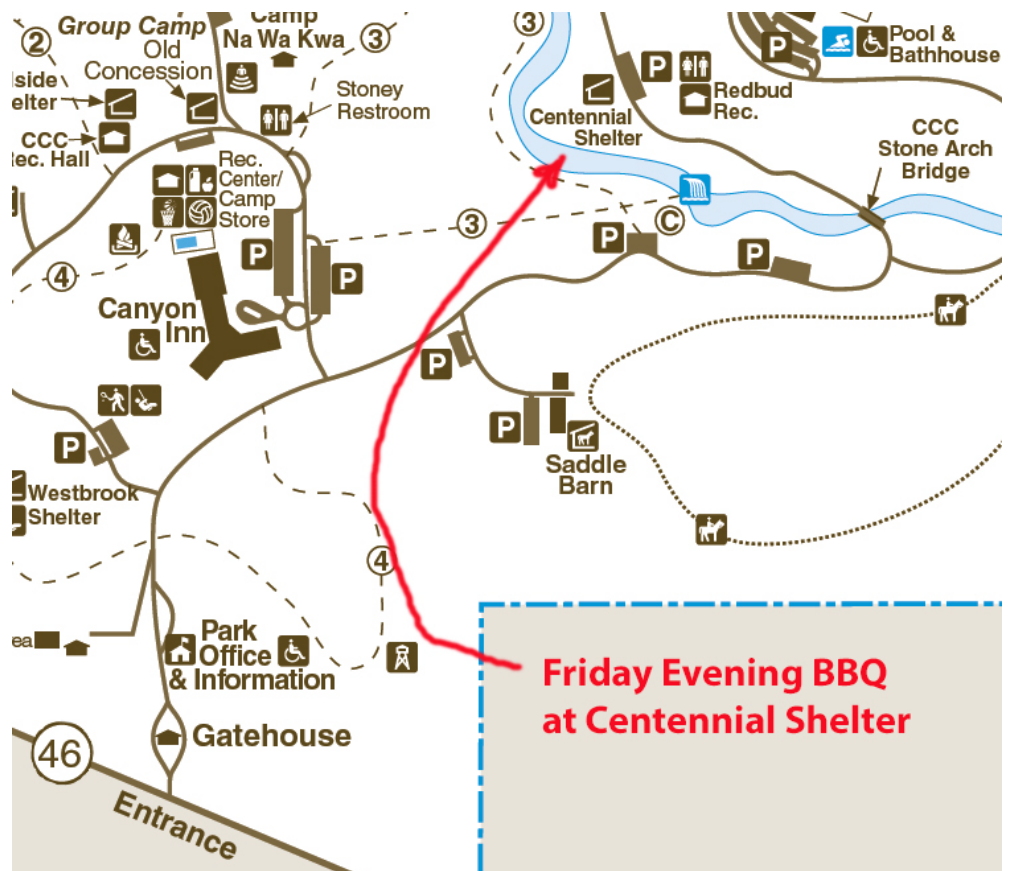 2
Group Camp
Old
Concession
Camp
Na Wa Kwa
3
3
Stoney
Restroom
lside
elter
CCC
Rec. Hall
Rec.
Center/
Camp
Store
P
P
3
4
Canyon
Inn
Centennial
Shelter
P
Redbud
Rec.
P
Pool &
Bathhouse
CCC
Stone Arch
Bridge
C
P
P
P
P
Saddle
Barn
P
Westbrook
Shelter
4
ea
Park
Office
& Information
Gatehouse
46
Entrance
Friday Evening BBQ
at Centennial Shelter